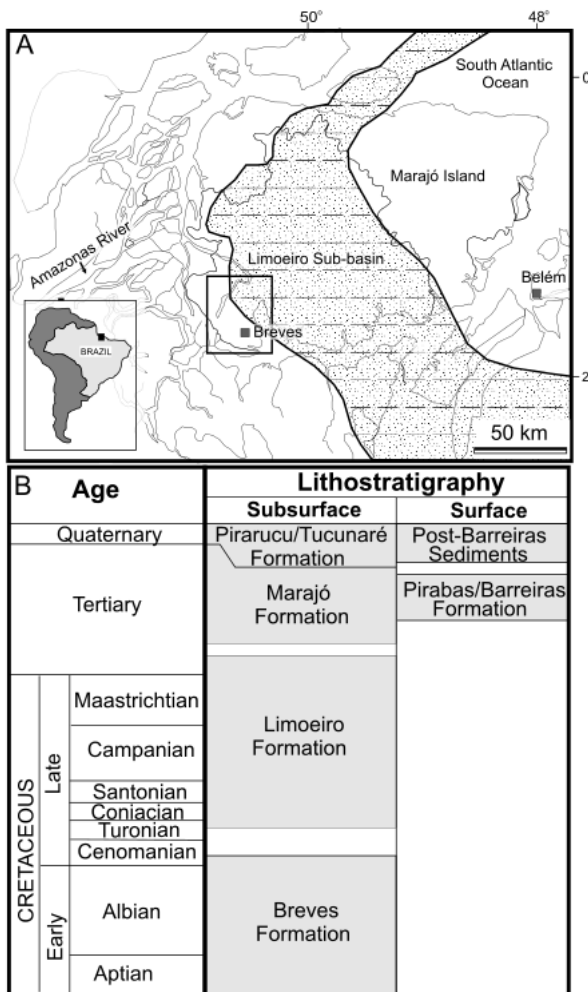 A
50°
48°
South Atlantic
Ocean
0
Marajó Island
Amazonas River
Limoeiro Sub-basin
Belém
Breves
BRAZIL
2
50 km
B
Age
Lithostratigraphy
Subsurface
Surface
Quaternary
Pirarucu/Tucunaré
Formation
Post-Barreiras
Sediments
Tertiary
Marajó
Formation
Pirabas/Barreiras
Formation
CRETACEOUS
Late
Maastrichtian
Campanian
Santonian
Coniacian
Turonian
Cenomanian
Limoeiro
Formation
Early
Albian
Aptian
Breves
Formation